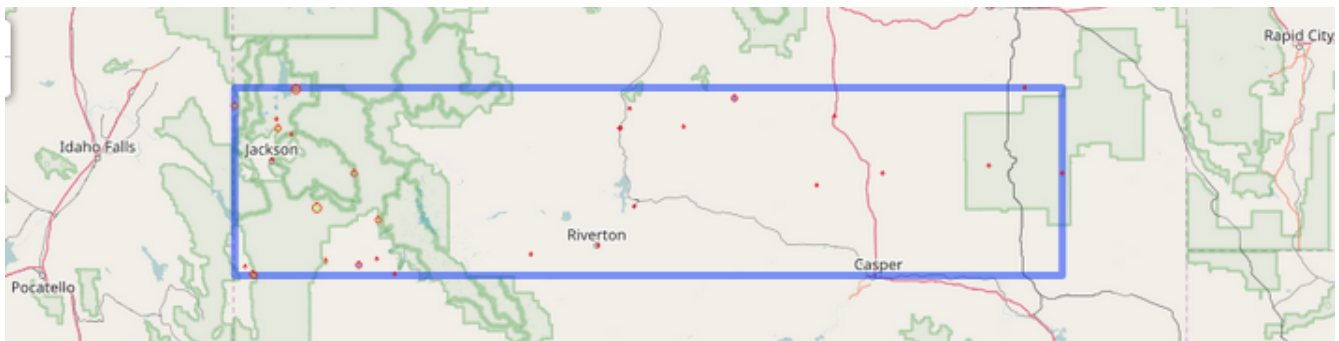 Rapid City
Idaho Falls
Jackson
Riverton
Casper
Pocatello